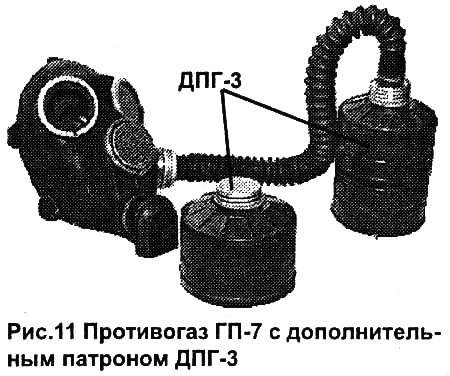 ДПГ-3
Рис.11 Противогаз ГП-7 с дополнитель-
ным патроном ДПГ-3